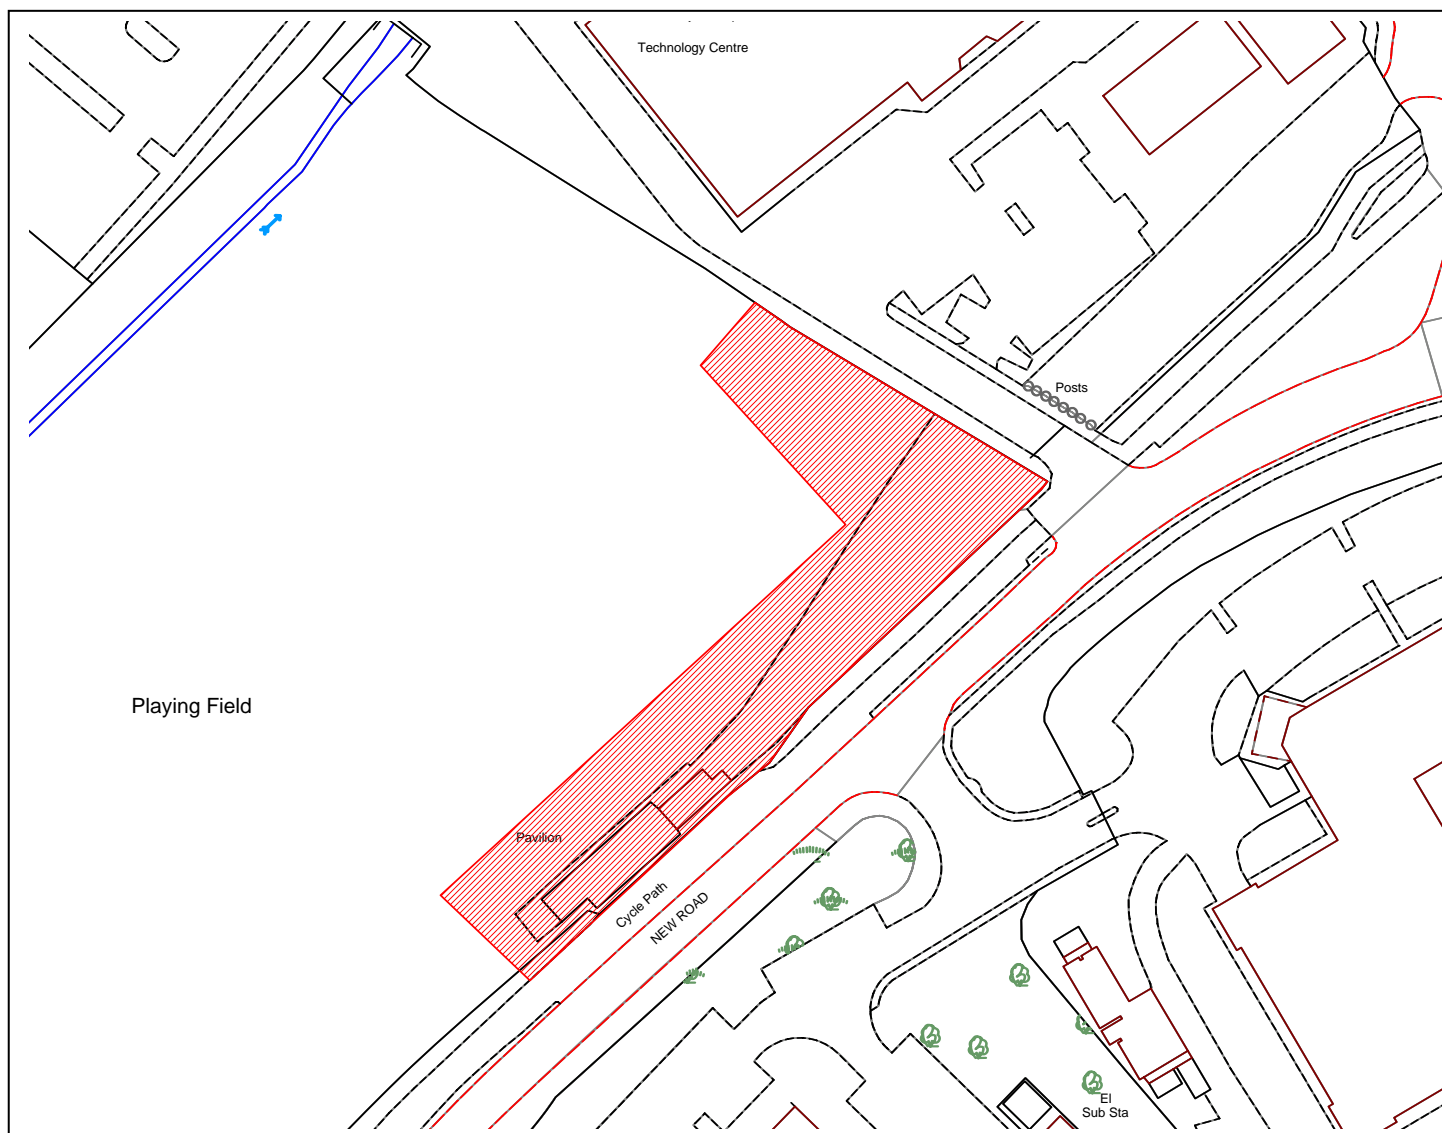 Technology Centre
Posts
Playing Field
Pavilion
Cycle Path
NEW ROAD
El
Sub Sta